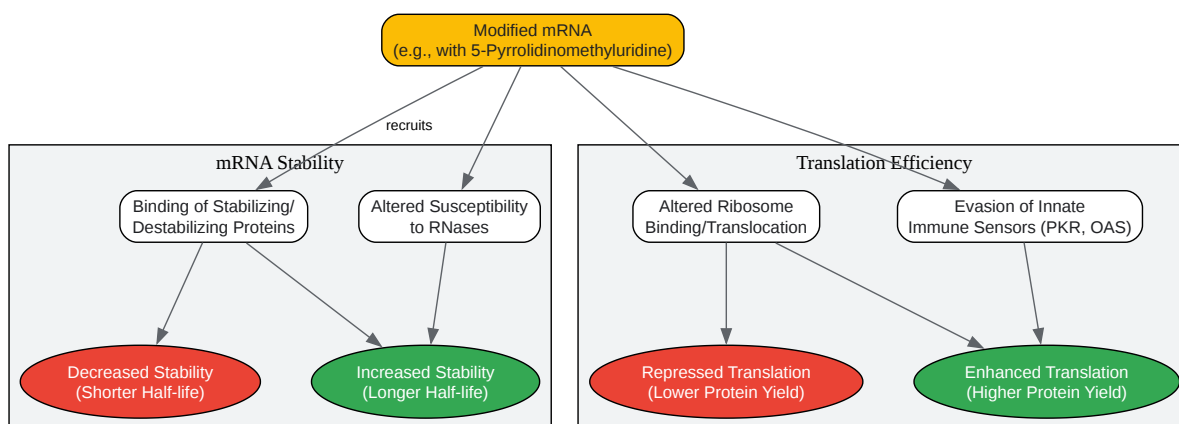 Modified mRNA
(e.g., with 5-Pyrrolidinomethyluridine)
recruits
mRNA Stability
Translation Efficiency
Binding of Stabilizing/
Destabilizing Proteins
Altered Susceptibility
to RNases
Altered Ribosome
Binding/Translocation
Evasion of Innate
Immune Sensors (PKR, OAS)
Decreased Stability
(Shorter Half-life)
Increased Stability
(Longer Half-life)
Repressed Translation
(Lower Protein Yield)
Enhanced Translation
(Higher Protein Yield)